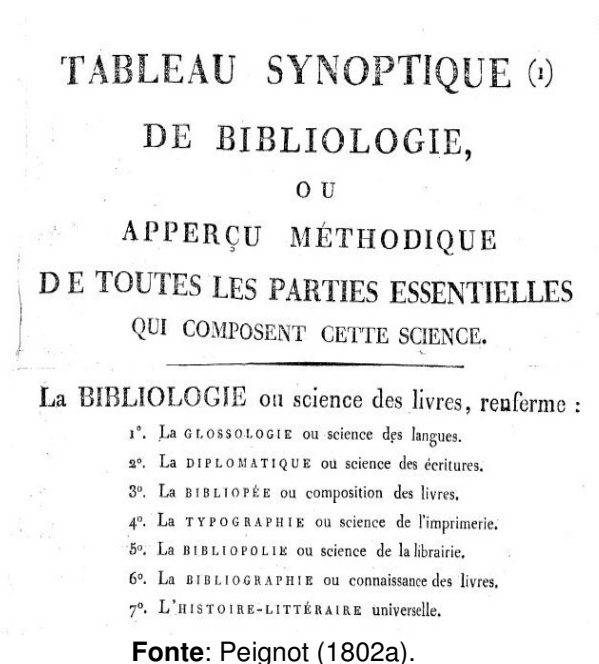 TABLEAU SYNOPTIQUE (1)
DE BIBLIOLOGIE,
OU
APPERÇU MÉTHODIQUE
DE TOUTES LES PARTIES ESSENTIELLES
QUI COMPOSENT CETTE SCIENCE.
La BIBLIOLOGIE ou science des livres, renferme :
1°. La GLOSSOLOGIE ou science des langues.
2°. La DIPLOMATIQUE ou science des écritures.
3°. La BIBLIOPÉE ou composition des livres.
4°. La TYPOGRAPHIE ou science de l'imprimerie.
5°. La BIBLIOPOLIE ou science de la librairie.
6°. La BIBLIOGRAPHIE ou connaissance des livres.
7°. L'HISTOIRE-LITTÉRAIRE universelle.
Fonte: Peignot (1802a).